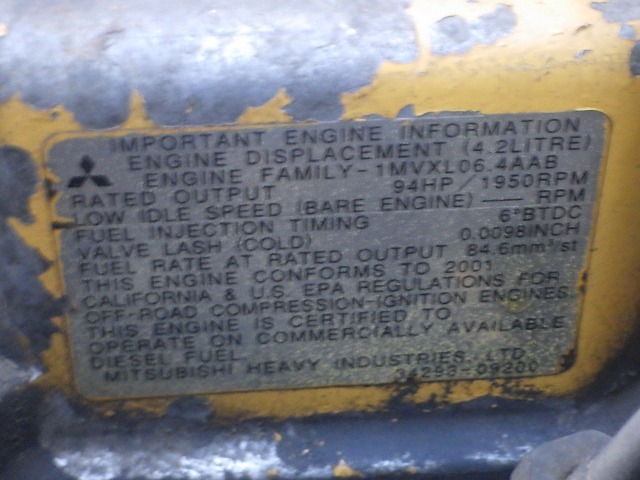 IMPORTANT ENGINE INFORMATION
ENGINE DISPLACEMENT (4.2LITRE)
ENGINE FAMILY-1MVXL06.4AAB
RATED OUTPUT 94HP/1950RPM
LOW IDLE SPEED (BARE ENGINE) — RPM
FUEL INJECTION TIMING 6°BTDC
VALVE LASH (COLD) 0.0098INCH
FUEL RATE AT RATED OUTPUT 84.6mm³/st
THIS ENGINE CONFORMS TO 2001
CALIFORNIA & U.S. EPA REGULATIONS FOR
OFF-ROAD COMPRESSION-IGNITION ENGINES.
THIS ENGINE IS CERTIFIED TO
OPERATE ON COMMERCIALLY AVAILABLE
DIESEL FUEL.
MITSUBISHI HEAVY INDUSTRIES, LTD.
34293-09200